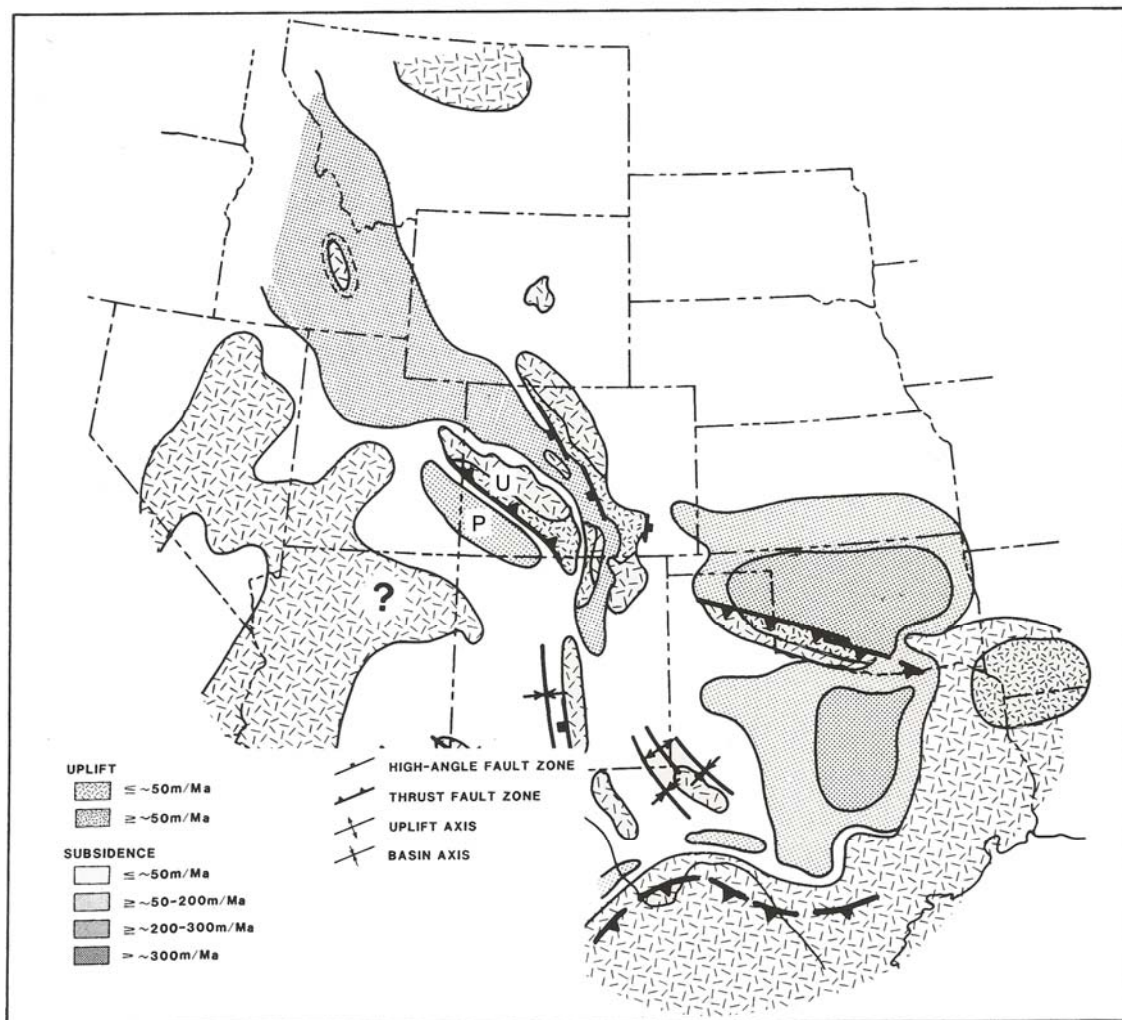 U
P
?
UPLIFT
≤ ~50m/Ma
≥ ~50m/Ma
SUBSIDENCE
≤ ~50m/Ma
≥ ~50-200m/Ma
≥ ~200-300m/Ma
> ~300m/Ma
HIGH-ANGLE FAULT ZONE
THRUST FAULT ZONE
UPLIFT AXIS
BASIN AXIS